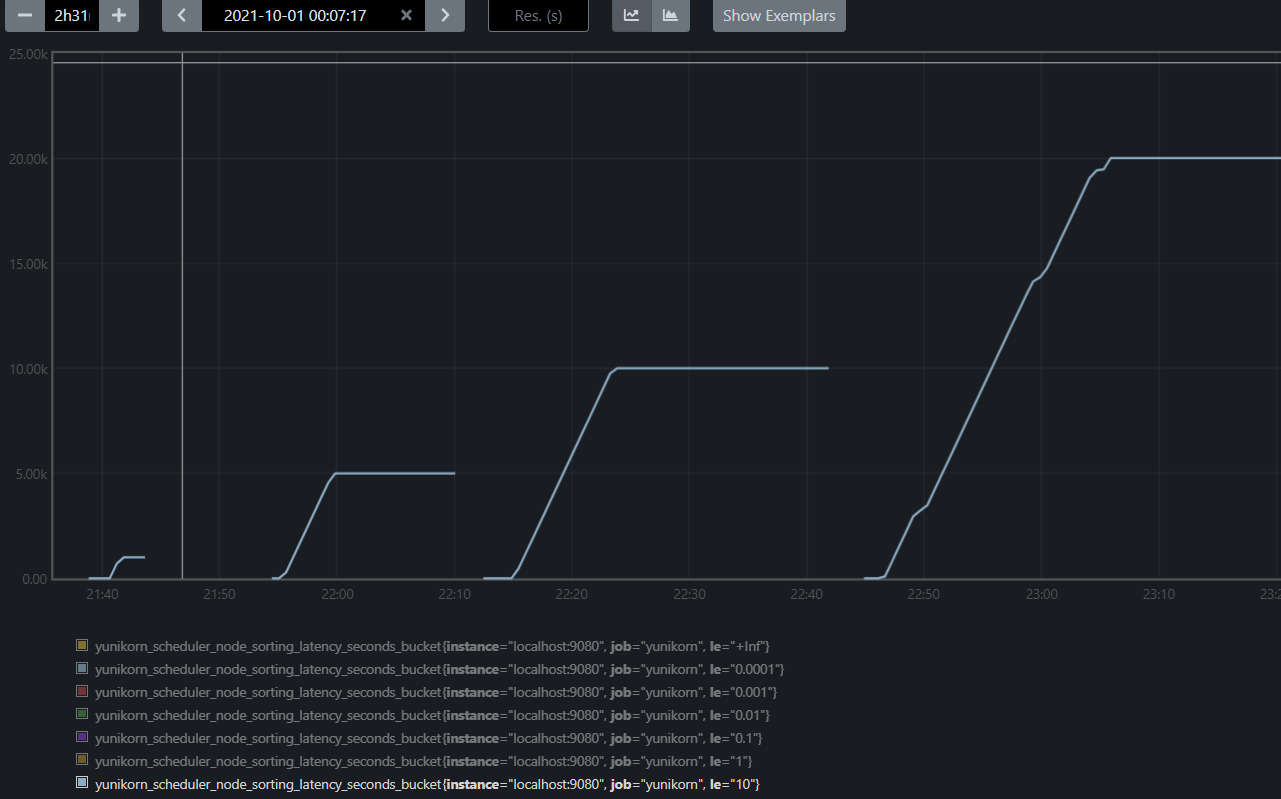 2h31
2021-10-01 00:07:17
Res. (s)
Show Exemplars
25.00k
20.00k
15.00k
10.00k
5.00k
0.00
21:40 21:50 22:00 22:10 22:20 22:30 22:40 22:50 23:00 23:10 23:2
yunikorn_scheduler_node_sorting_latency_seconds_bucket{instance="localhost:9080", job="yunikorn", le="+Inf"}
yunikorn_scheduler_node_sorting_latency_seconds_bucket{instance="localhost:9080", job="yunikorn", le="0.0001"}
yunikorn_scheduler_node_sorting_latency_seconds_bucket{instance="localhost:9080", job="yunikorn", le="0.001"}
yunikorn_scheduler_node_sorting_latency_seconds_bucket{instance="localhost:9080", job="yunikorn", le="0.01"}
yunikorn_scheduler_node_sorting_latency_seconds_bucket{instance="localhost:9080", job="yunikorn", le="0.1"}
yunikorn_scheduler_node_sorting_latency_seconds_bucket{instance="localhost:9080", job="yunikorn", le="1"}
yunikorn_scheduler_node_sorting_latency_seconds_bucket{instance="localhost:9080", job="yunikorn", le="10"}